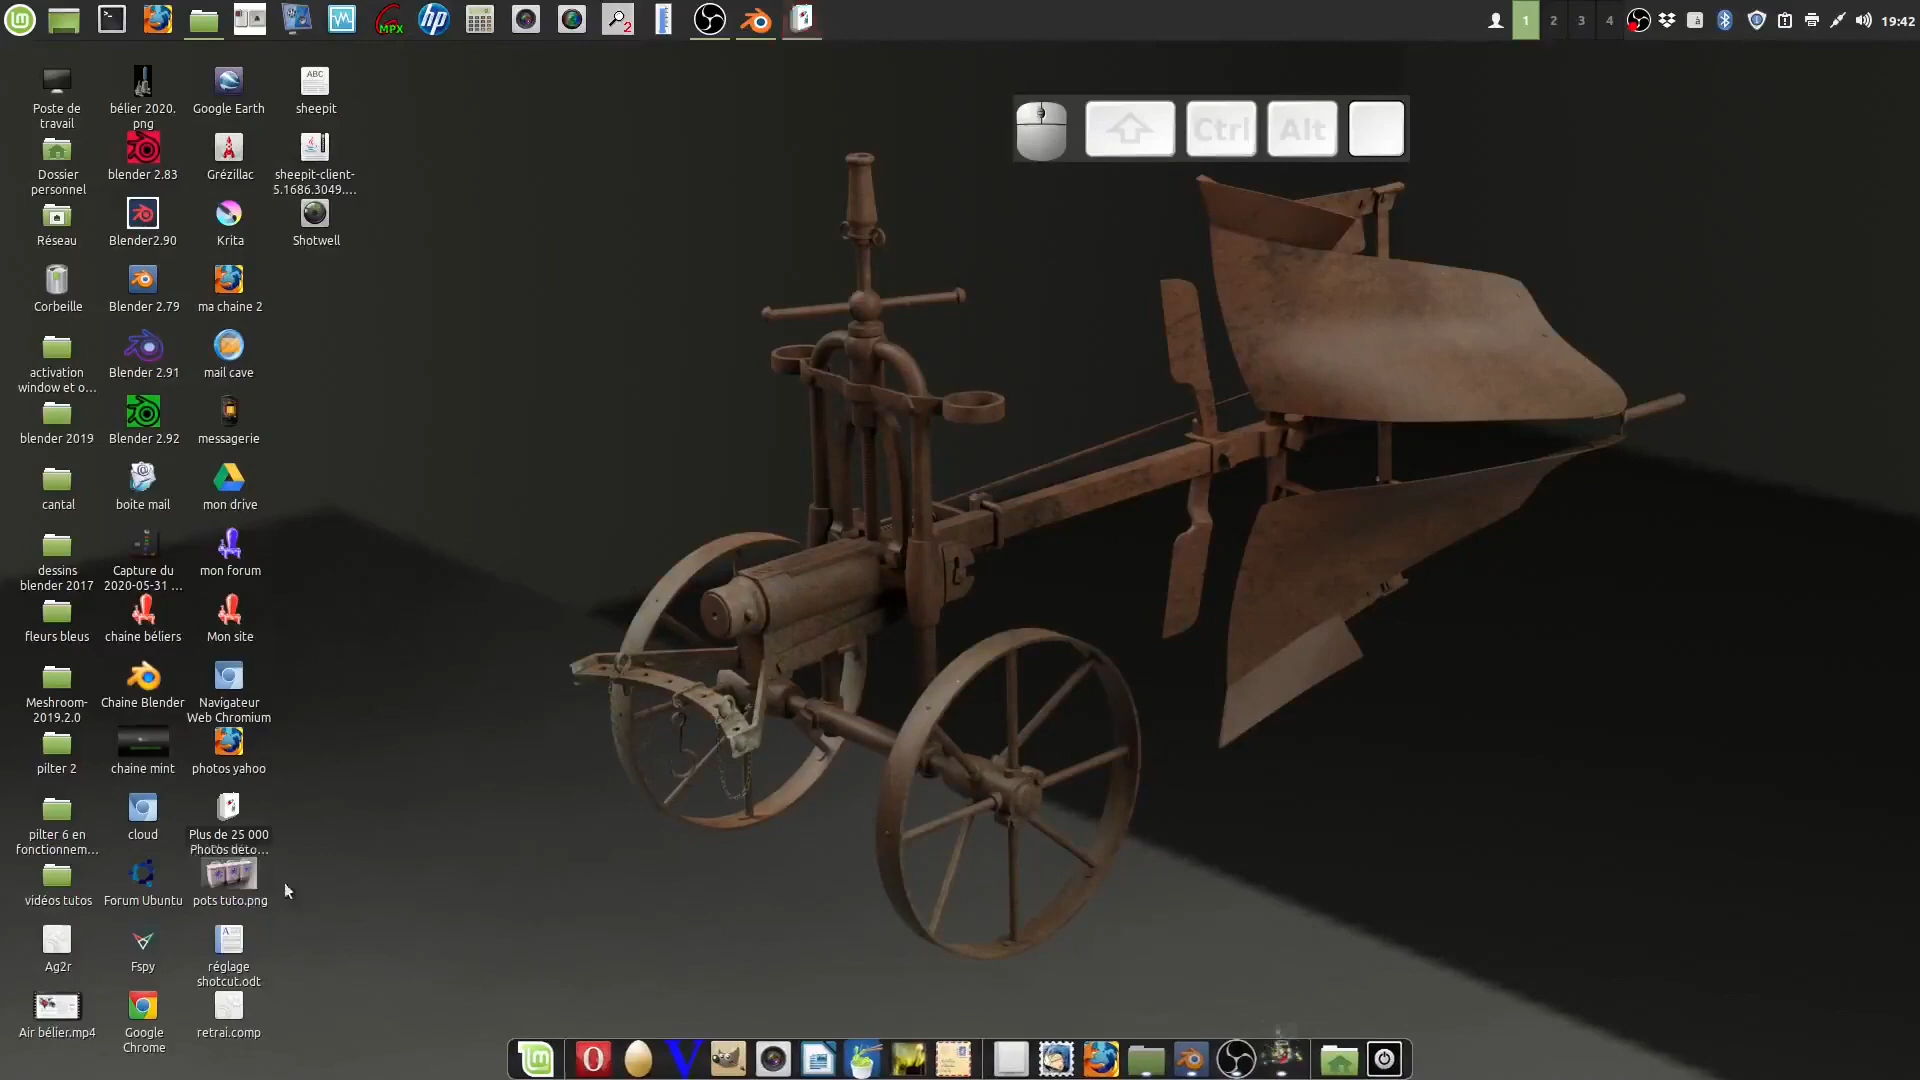 MPX
hp
2
1
2
3
4
à
19:42
Ctrl
Alt
Poste de
travail
bélier 2020.
png
Google Earth
ABC
sheepit
Dossier
personnel
blender 2.83
Grézillac
sheepit-client-
5.1686.3049....
Réseau
Blender2.90
Krita
Shotwell
Corbeille
Blender 2.79
ma chaine 2
activation
window et o...
Blender 2.91
mail cave
blender 2019
Blender 2.92
messagerie
cantal
boite mail
mon drive
dessins
blender 2017
Capture du
2020-05-31 ...
mon forum
fleurs bleus
chaine béliers
Mon site
Meshroom-
2019.2.0
Chaine Blender
Navigateur
Web Chromium
pilter 2
chaine mint
photos yahoo
pilter 6 en
fonctionnem...
cloud
Plus de 25 000
Photos déto...
vidéos tutos
Forum Ubuntu
pots tuto.png
Ag2r
Fspy
réglage
shotcut.odt
Air bélier.mp4
Google
Chrome
retrai.comp